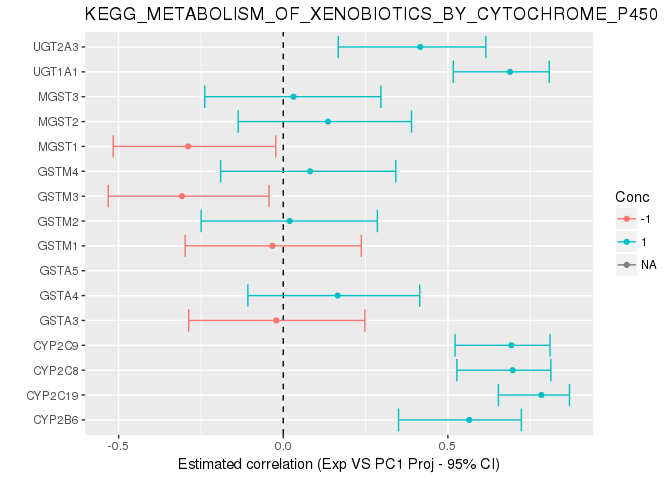 KEGG_METABOLISM_OF_XENOBIOTICS_BY_CYTOCHROME_P450
UGT2A3
UGT1A1
MGST3
MGST2
MGST1
GSTM4
GSTM3
GSTM2
GSTM1
GSTA5
GSTA4
GSTA3
CYP2C9
CYP2C8
CYP2C19
CYP2B6
-0.5
0.0
0.5
Estimated correlation (Exp VS PC1 Proj - 95% CI)
Conc
-1
1
NA